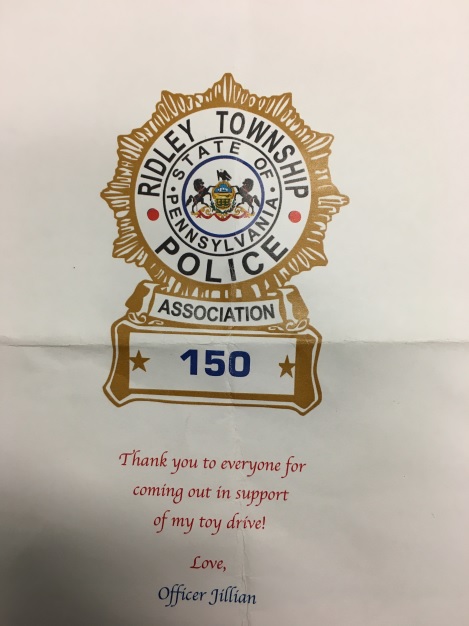 RIDLEY TOWNSHIP
STATE OF
PENNSYLVANIA
POLICE
ASSOCIATION
150
Thank you to everyone for
coming out in support
of my toy drive!
Love,
Officer Jillian